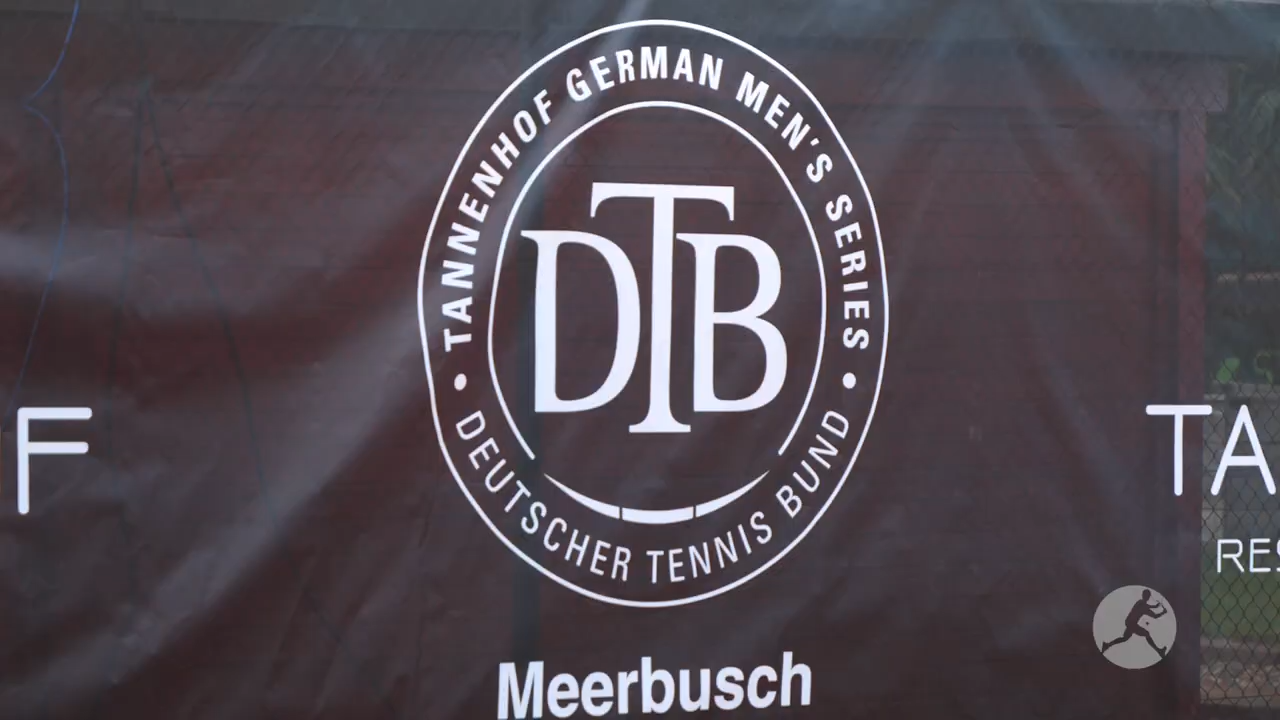 TANNENHOF GERMAN MEN'S SERIES
DTB
• DEUTSCHER TENNIS BUND •
F
TA
RES
Meerbusch